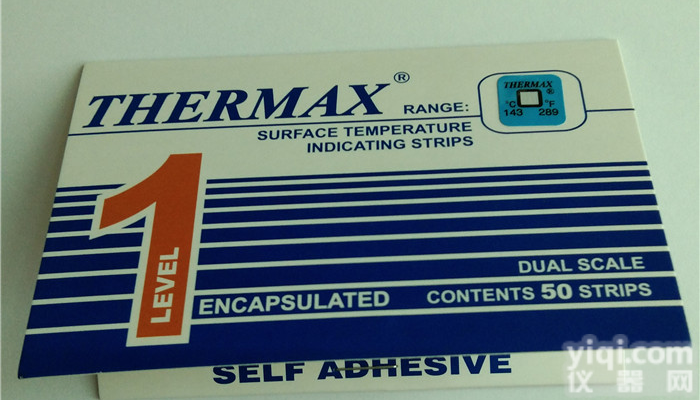 THERMAX®
RANGE:
THERMAX
®
°C °F
143 289
SURFACE TEMPERATURE
INDICATING STRIPS
1
LEVEL
ENCAPSULATED
DUAL SCALE
CONTENTS 50 STRIPS
SELF ADHESIVE
yiqi.com
仪器网